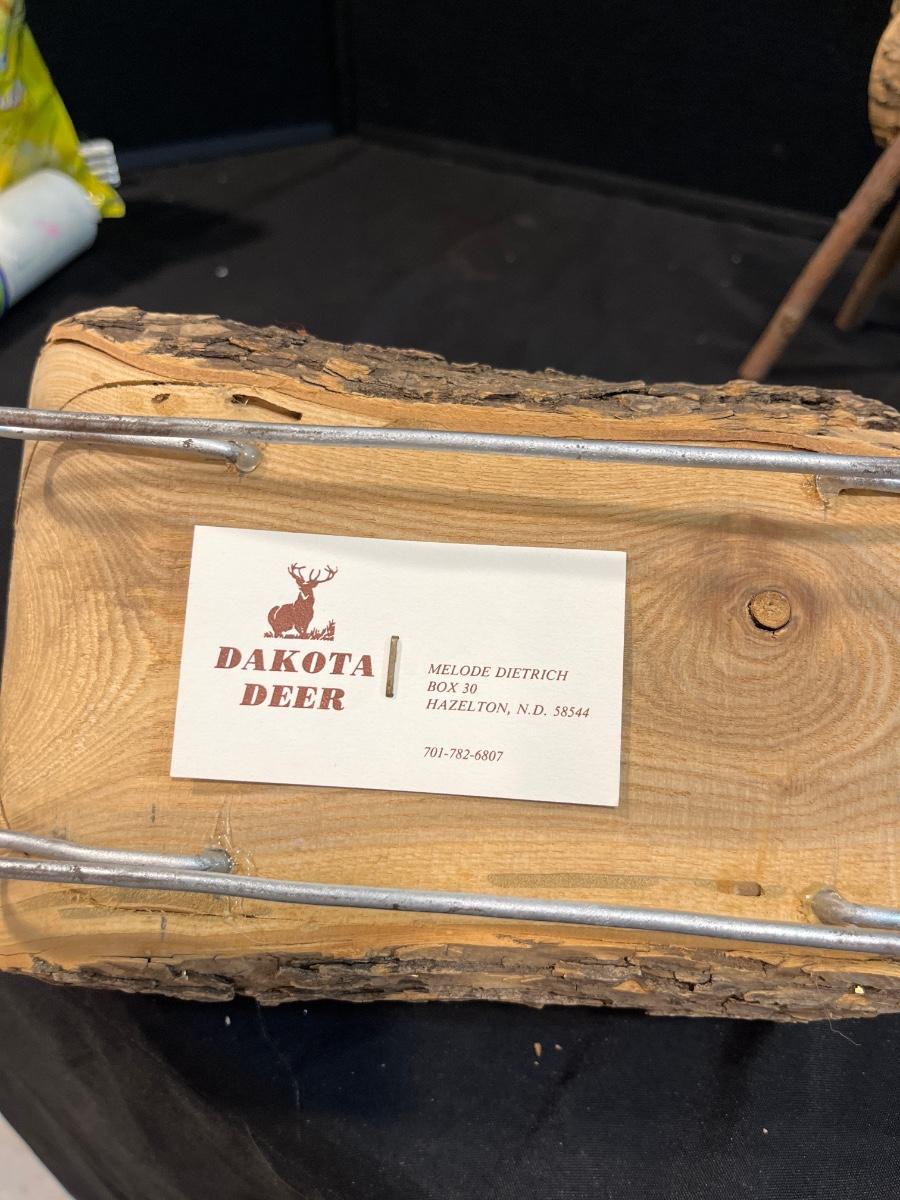 DAKOTA
DEER
MELODE DIETRICH
BOX 30
HAZELTON, N.D. 58544
701-782-6807